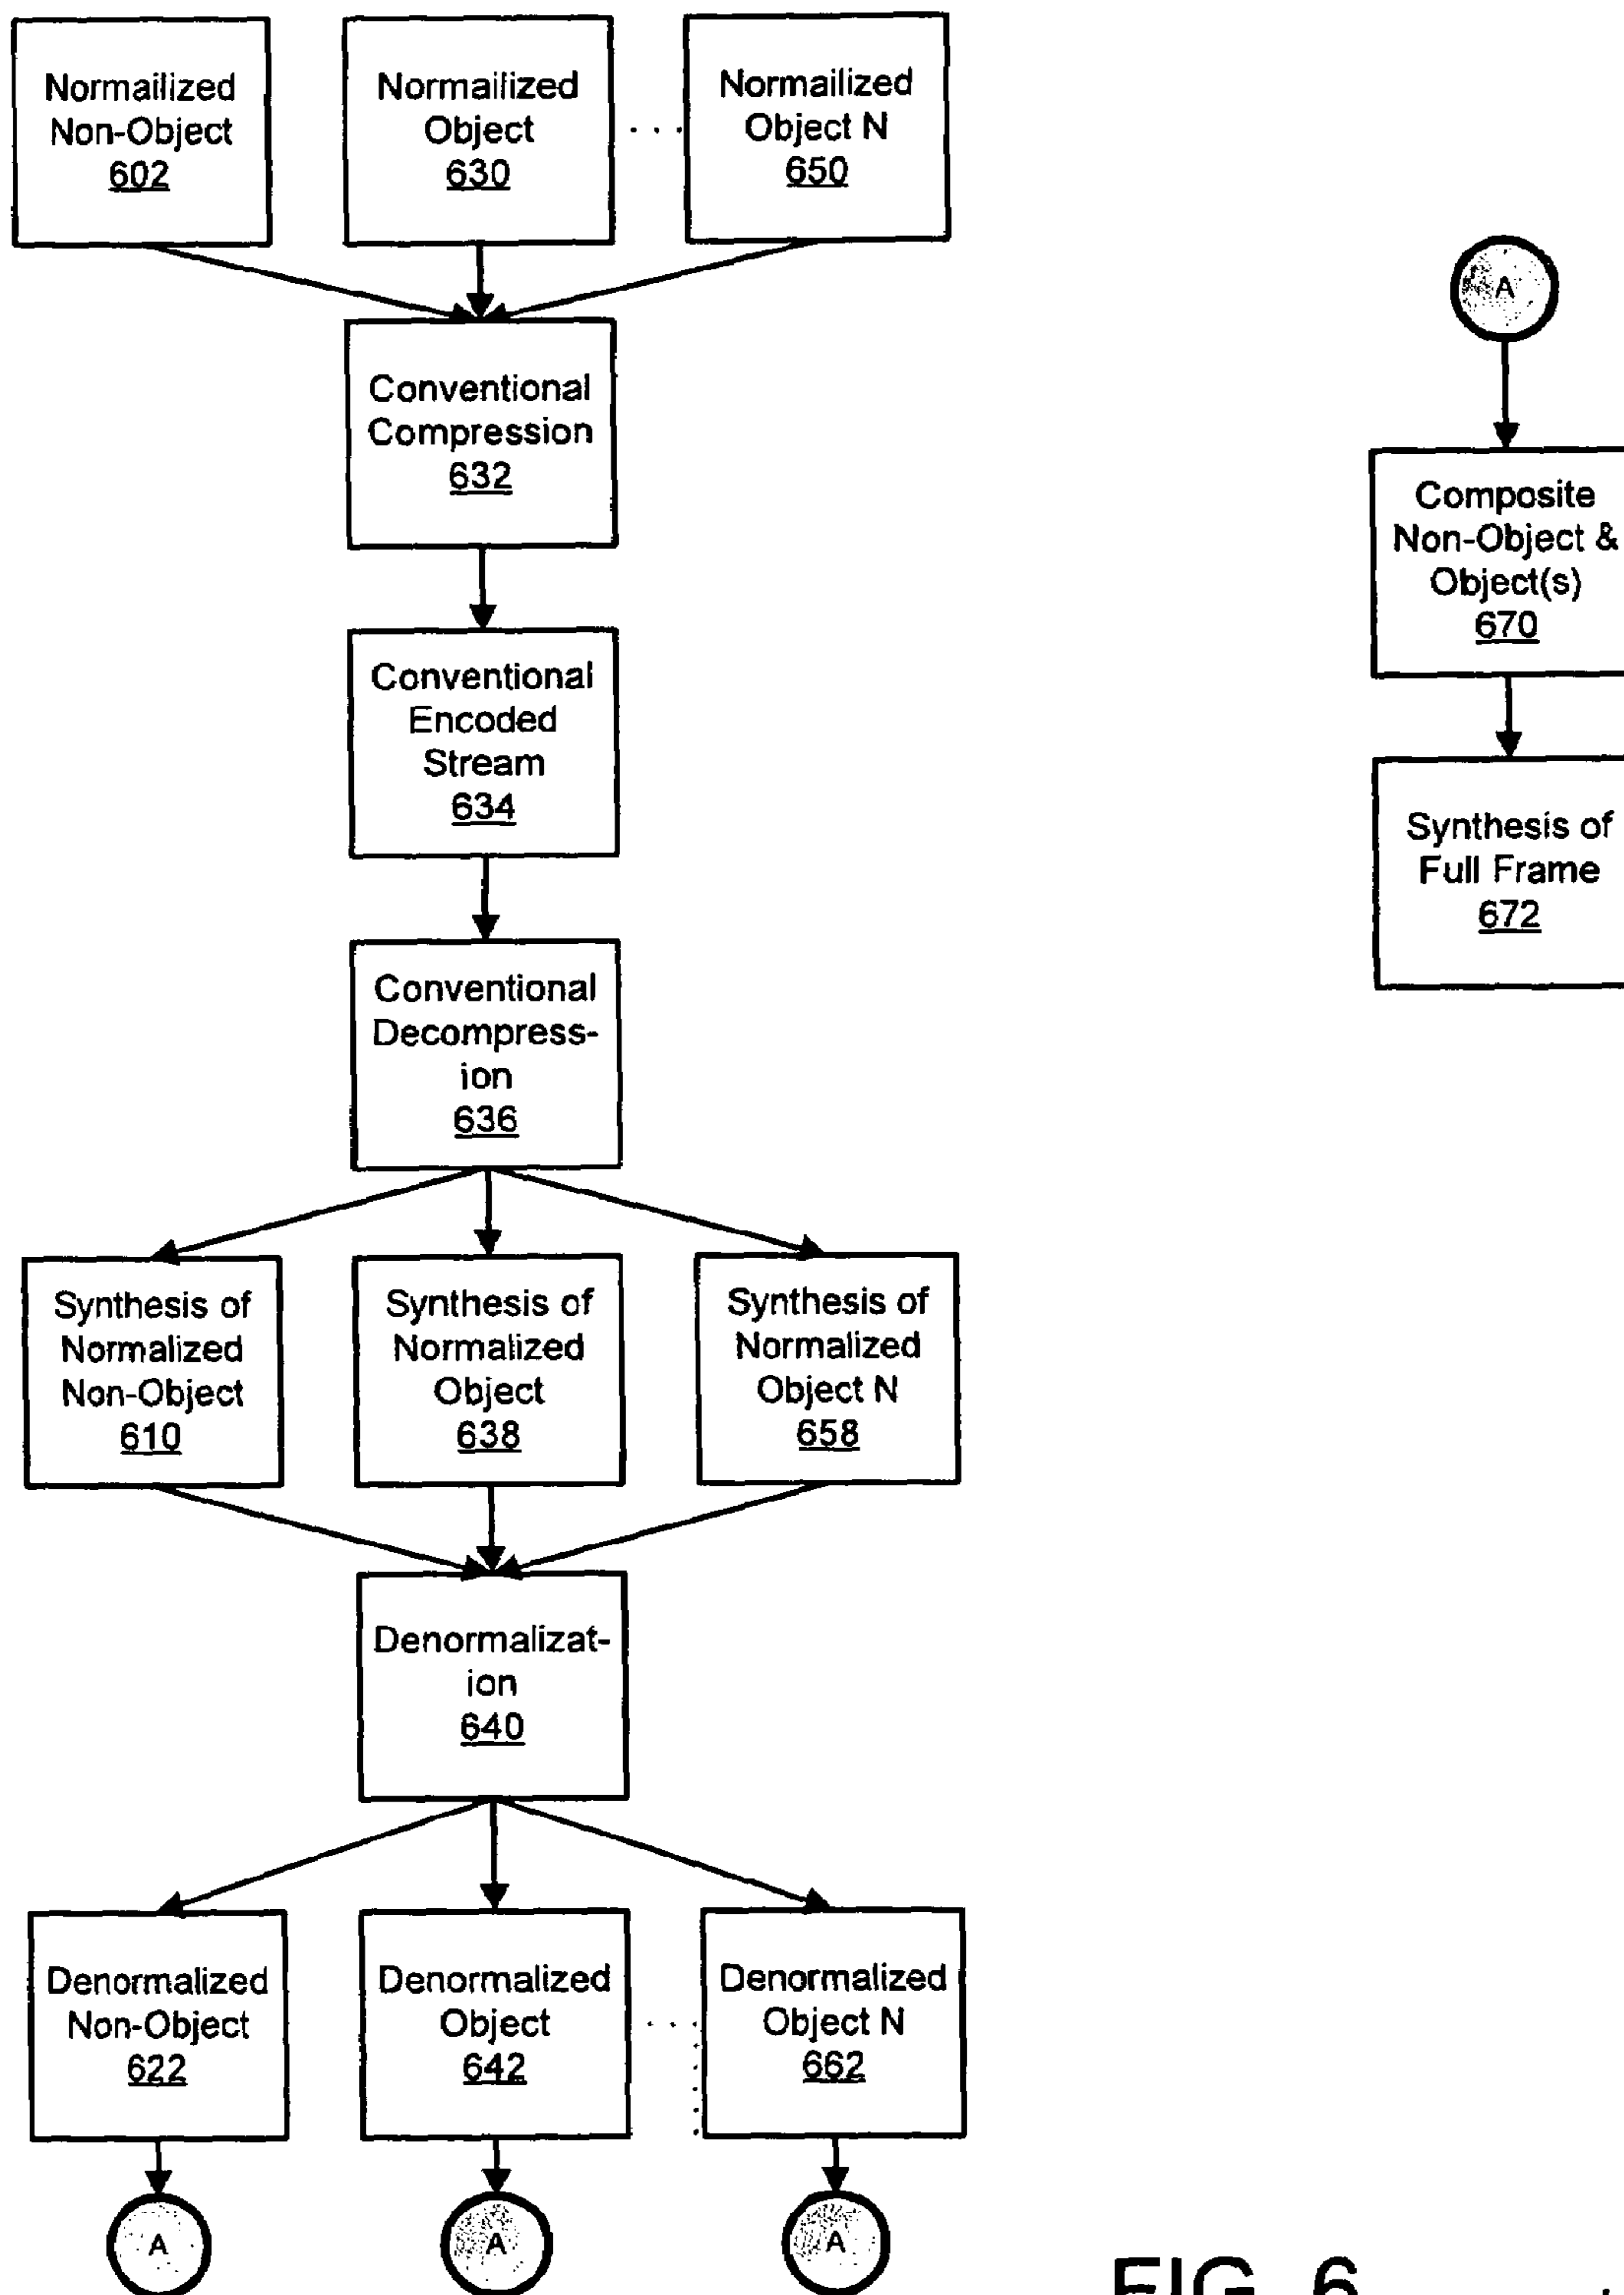 Normailized
Non-Object
602
Normailized
Object
630
. . .
Normailized
Object N
650
Conventional
Compression
632
Conventional
Encoded
Stream
634
Conventional
Decompress-
ion
636
Synthesis of
Normalized
Non-Object
610
Synthesis of
Normalized
Object
638
Synthesis of
Normalized
Object N
658
Denormalizat-
ion
640
Denormalized
Non-Object
622
Denormalized
Object
642
. . .
Denormalized
Object N
662
A
A
A
A
Composite
Non-Object &
Object(s)
670
Synthesis of
Full Frame
672
FIG. 6